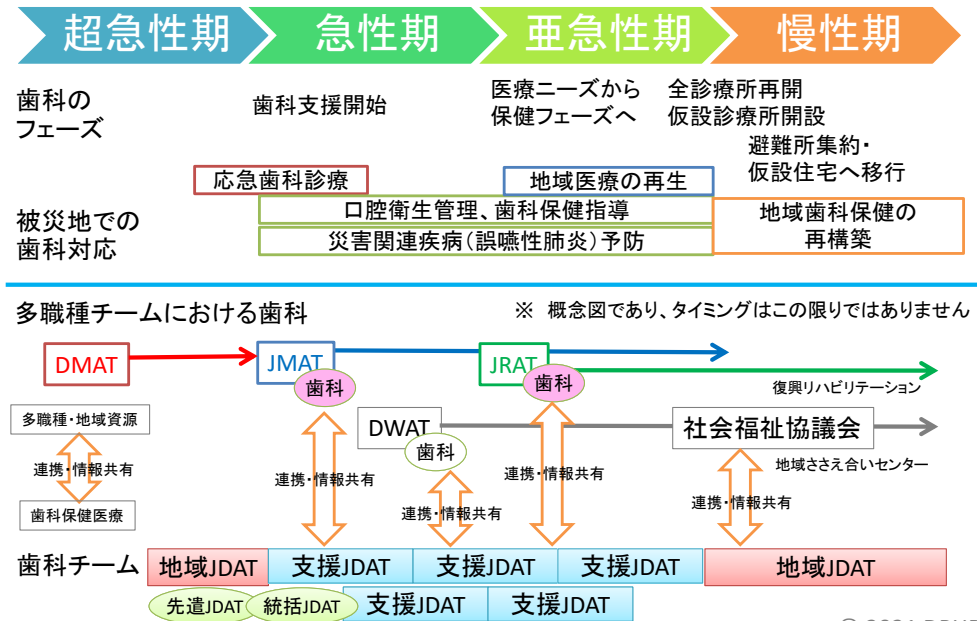 超急性期
急性期
亜急性期
慢性期
歯科の
フェーズ
歯科支援開始
医療ニーズから
保健フェーズへ
全診療所再開
仮設診療所開設
避難所集約・
仮設住宅へ移行
被災地での
歯科対応
応急歯科診療
地域医療の再生
口腔衛生管理、歯科保健指導
災害関連疾病(誤嚥性肺炎)予防
地域歯科保健の
再構築
多職種チームにおける歯科
※ 概念図であり、タイミングはこの限りではありません
DMAT
JMAT
歯科
JRAT
歯科
復興リハビリテーション
多職種・地域資源
連携・情報共有
歯科保健医療
DWAT
歯科
社会福祉協議会
地域ささえ合いセンター
連携・情報共有
連携・情報共有
連携・情報共有
連携・情報共有
歯科チーム
地域JDAT
支援JDAT
支援JDAT
支援JDAT
地域JDAT
先遣JDAT
統括JDAT
支援JDAT
支援JDAT